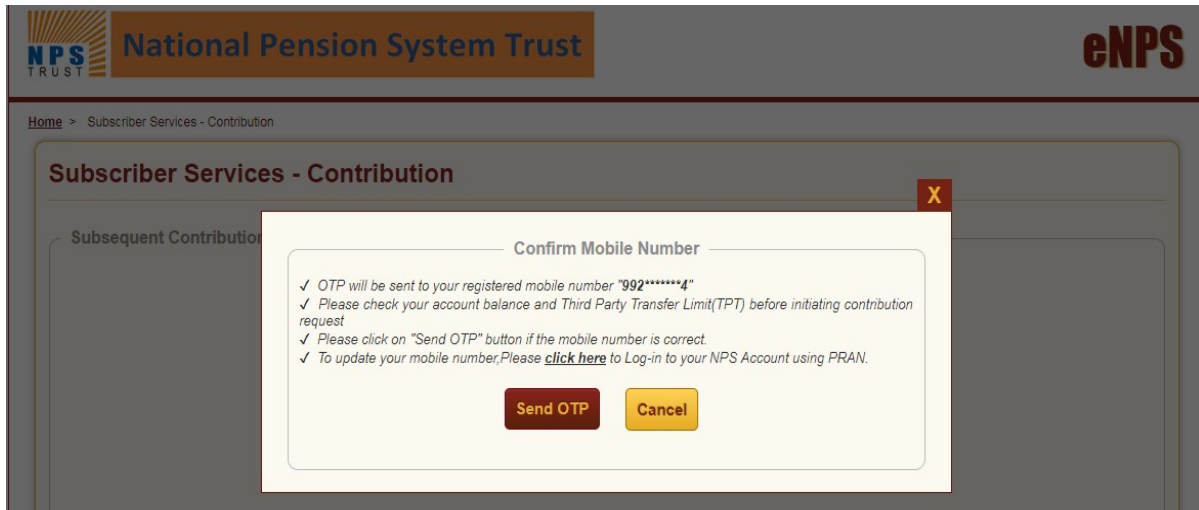 NPS
TRUST
National Pension System Trust
eNPS
Home > Subscriber Services - Contribution
Subscriber Services - Contribution
X
Subsequent Contribution
Confirm Mobile Number
✓ OTP will be sent to your registered mobile number "992*******4"
✓ Please check your account balance and Third Party Transfer Limit(TPT) before initiating contribution
request
✓ Please click on "Send OTP" button if the mobile number is correct.
✓ To update your mobile number,Please click here to Log-in to your NPS Account using PRAN.
Send OTP
Cancel